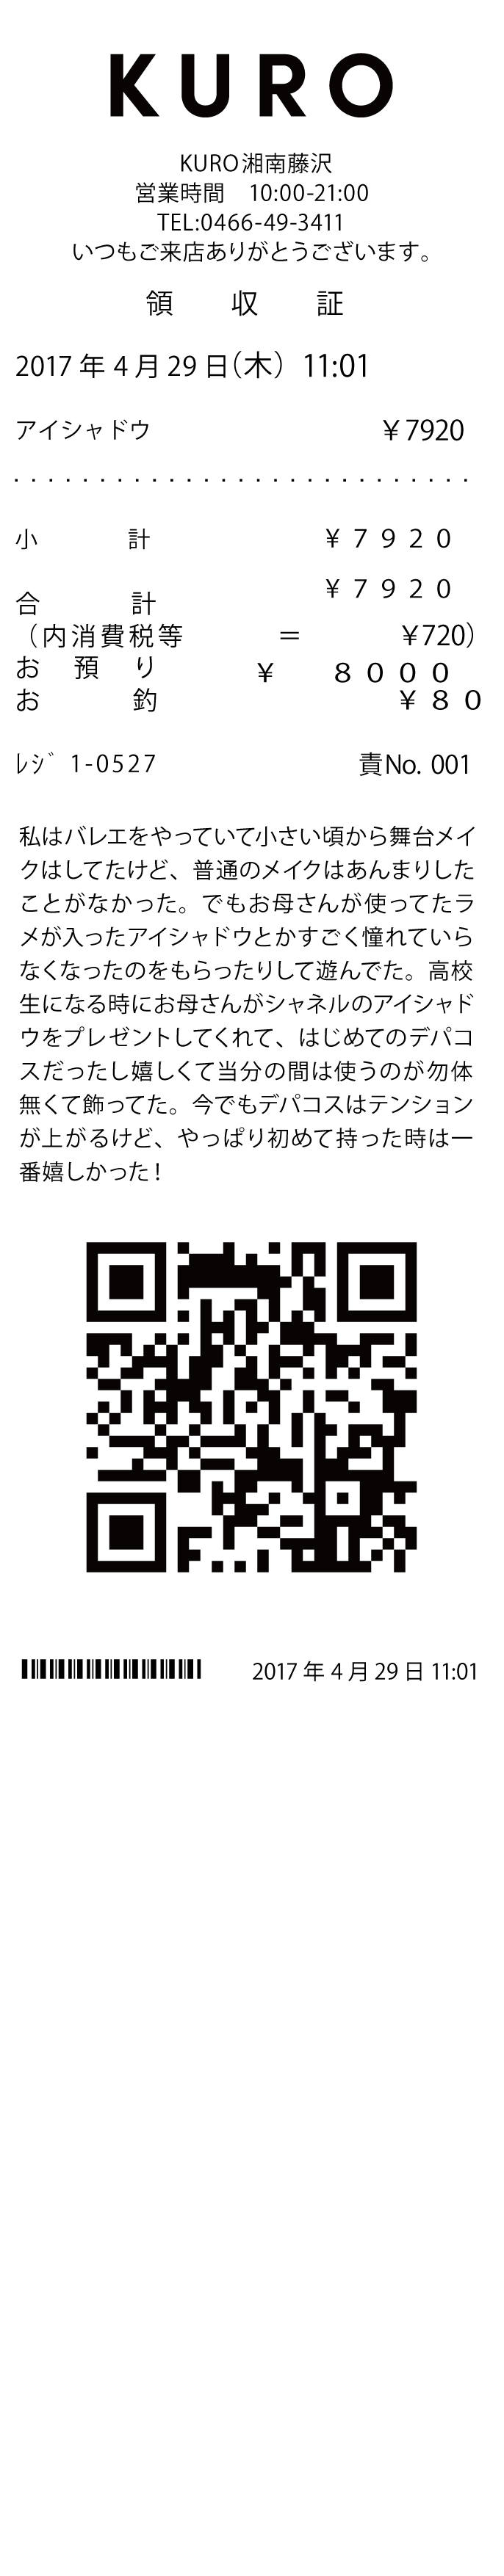 KURO
KURO湘南藤沢
営業時間　10:00-21:00
TEL:0466-49-3411
いつもご来店ありがとうございます。
領　収　証
2017 年 4 月 29 日(木) 11:01
アイシャドウ　￥7920
小　計　￥７９２０
合　計　￥７９２０
（内消費税等　＝　￥720）
お　預　り　￥　８０００
お　釣　￥８０
ﾚｼﾞ 1-0527　責No. 001
私はバレエをやっていて小さい頃から舞台メイ
クはしてたけど、普通のメイクはあんまりした
ことがなかった。でもお母さんが使ってたラ
メが入ったアイシャドウとかすごく憧れていら
なくなったのをもらったりして遊んでた。高校
生になる時にお母さんがシャネルのアイシャド
ウをプレゼントしてくれて、はじめてのデパコ
スだったし嬉しくて当分の間は使うのが勿体
無くて飾ってた。今でもデパコスはテンション
が上がるけど、やっぱり初めて持った時は一
番嬉しかった！
2017 年 4 月 29 日 11:01